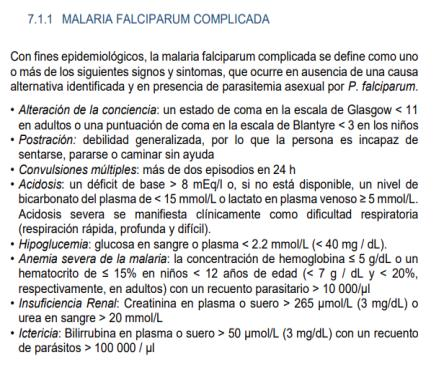 7.1.1 MALARIA FALCIPARUM COMPLICADA
Con fines epidemiológicos, la malaria falciparum complicada se define como uno
o más de los siguientes signos y sintomas, que ocurre en ausencia de una causa
alternativa identificada y en presencia de parasitemia asexual por P. falciparum.
• Alteración de la conciencia: un estado de coma en la escala de Glasgow < 11
en adultos o una puntuación de coma en la escala de Blantyre < 3 en los niños
• Postración: debilidad generalizada, por lo que la persona es incapaz de
sentarse, pararse o caminar sin ayuda
• Convulsiones múltiples: más de dos episodios en 24 h
• Acidosis: un déficit de base > 8 mEq/l o, si no está disponible, un nivel de
bicarbonato del plasma de < 15 mmol/L o lactato en plasma venoso ≥ 5 mmol/L.
Acidosis severa se manifiesta clínicamente como dificultad respiratoria
(respiración rápida, profunda y difícil).
• Hipoglucemia: glucosa en sangre o plasma < 2.2 mmol/L (< 40 mg / dL).
• Anemia severa de la malaria: la concentración de hemoglobina ≤ 5 g/dL o un
hematocrito de ≤ 15% en niños < 12 años de edad (< 7 g / dL y < 20%,
respectivamente, en adultos) con un recuento parasitario > 10 000/µl
• Insuficiencia Renal: Creatinina en plasma o suero > 265 µmol/L (3 mg/dL) o
urea en sangre > 20 mmol/L
• Ictericia: Bilirrubina en plasma o suero > 50 µmol/L (3 mg/dL) con un recuento
de parásitos > 100 000 / µl